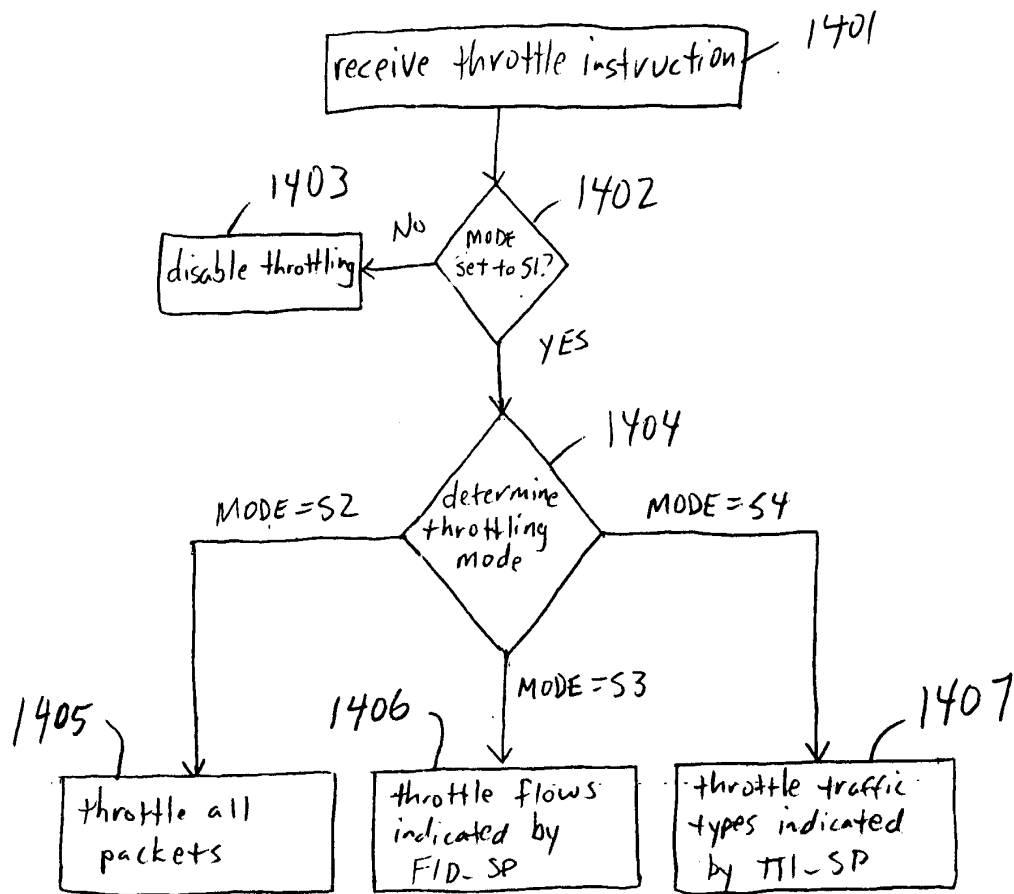 1401
receive throttle instruction
1403
1402
No
MODE
set to S1?
disable throttling
YES
1404
MODE=S2
determine
throttling
mode
MODE=S4
MODE=S3
1405
1406
1407
throttle all
packets
throttle flows
indicated by
FID_SP
throttle traffic
types indicated
by TTI_SP